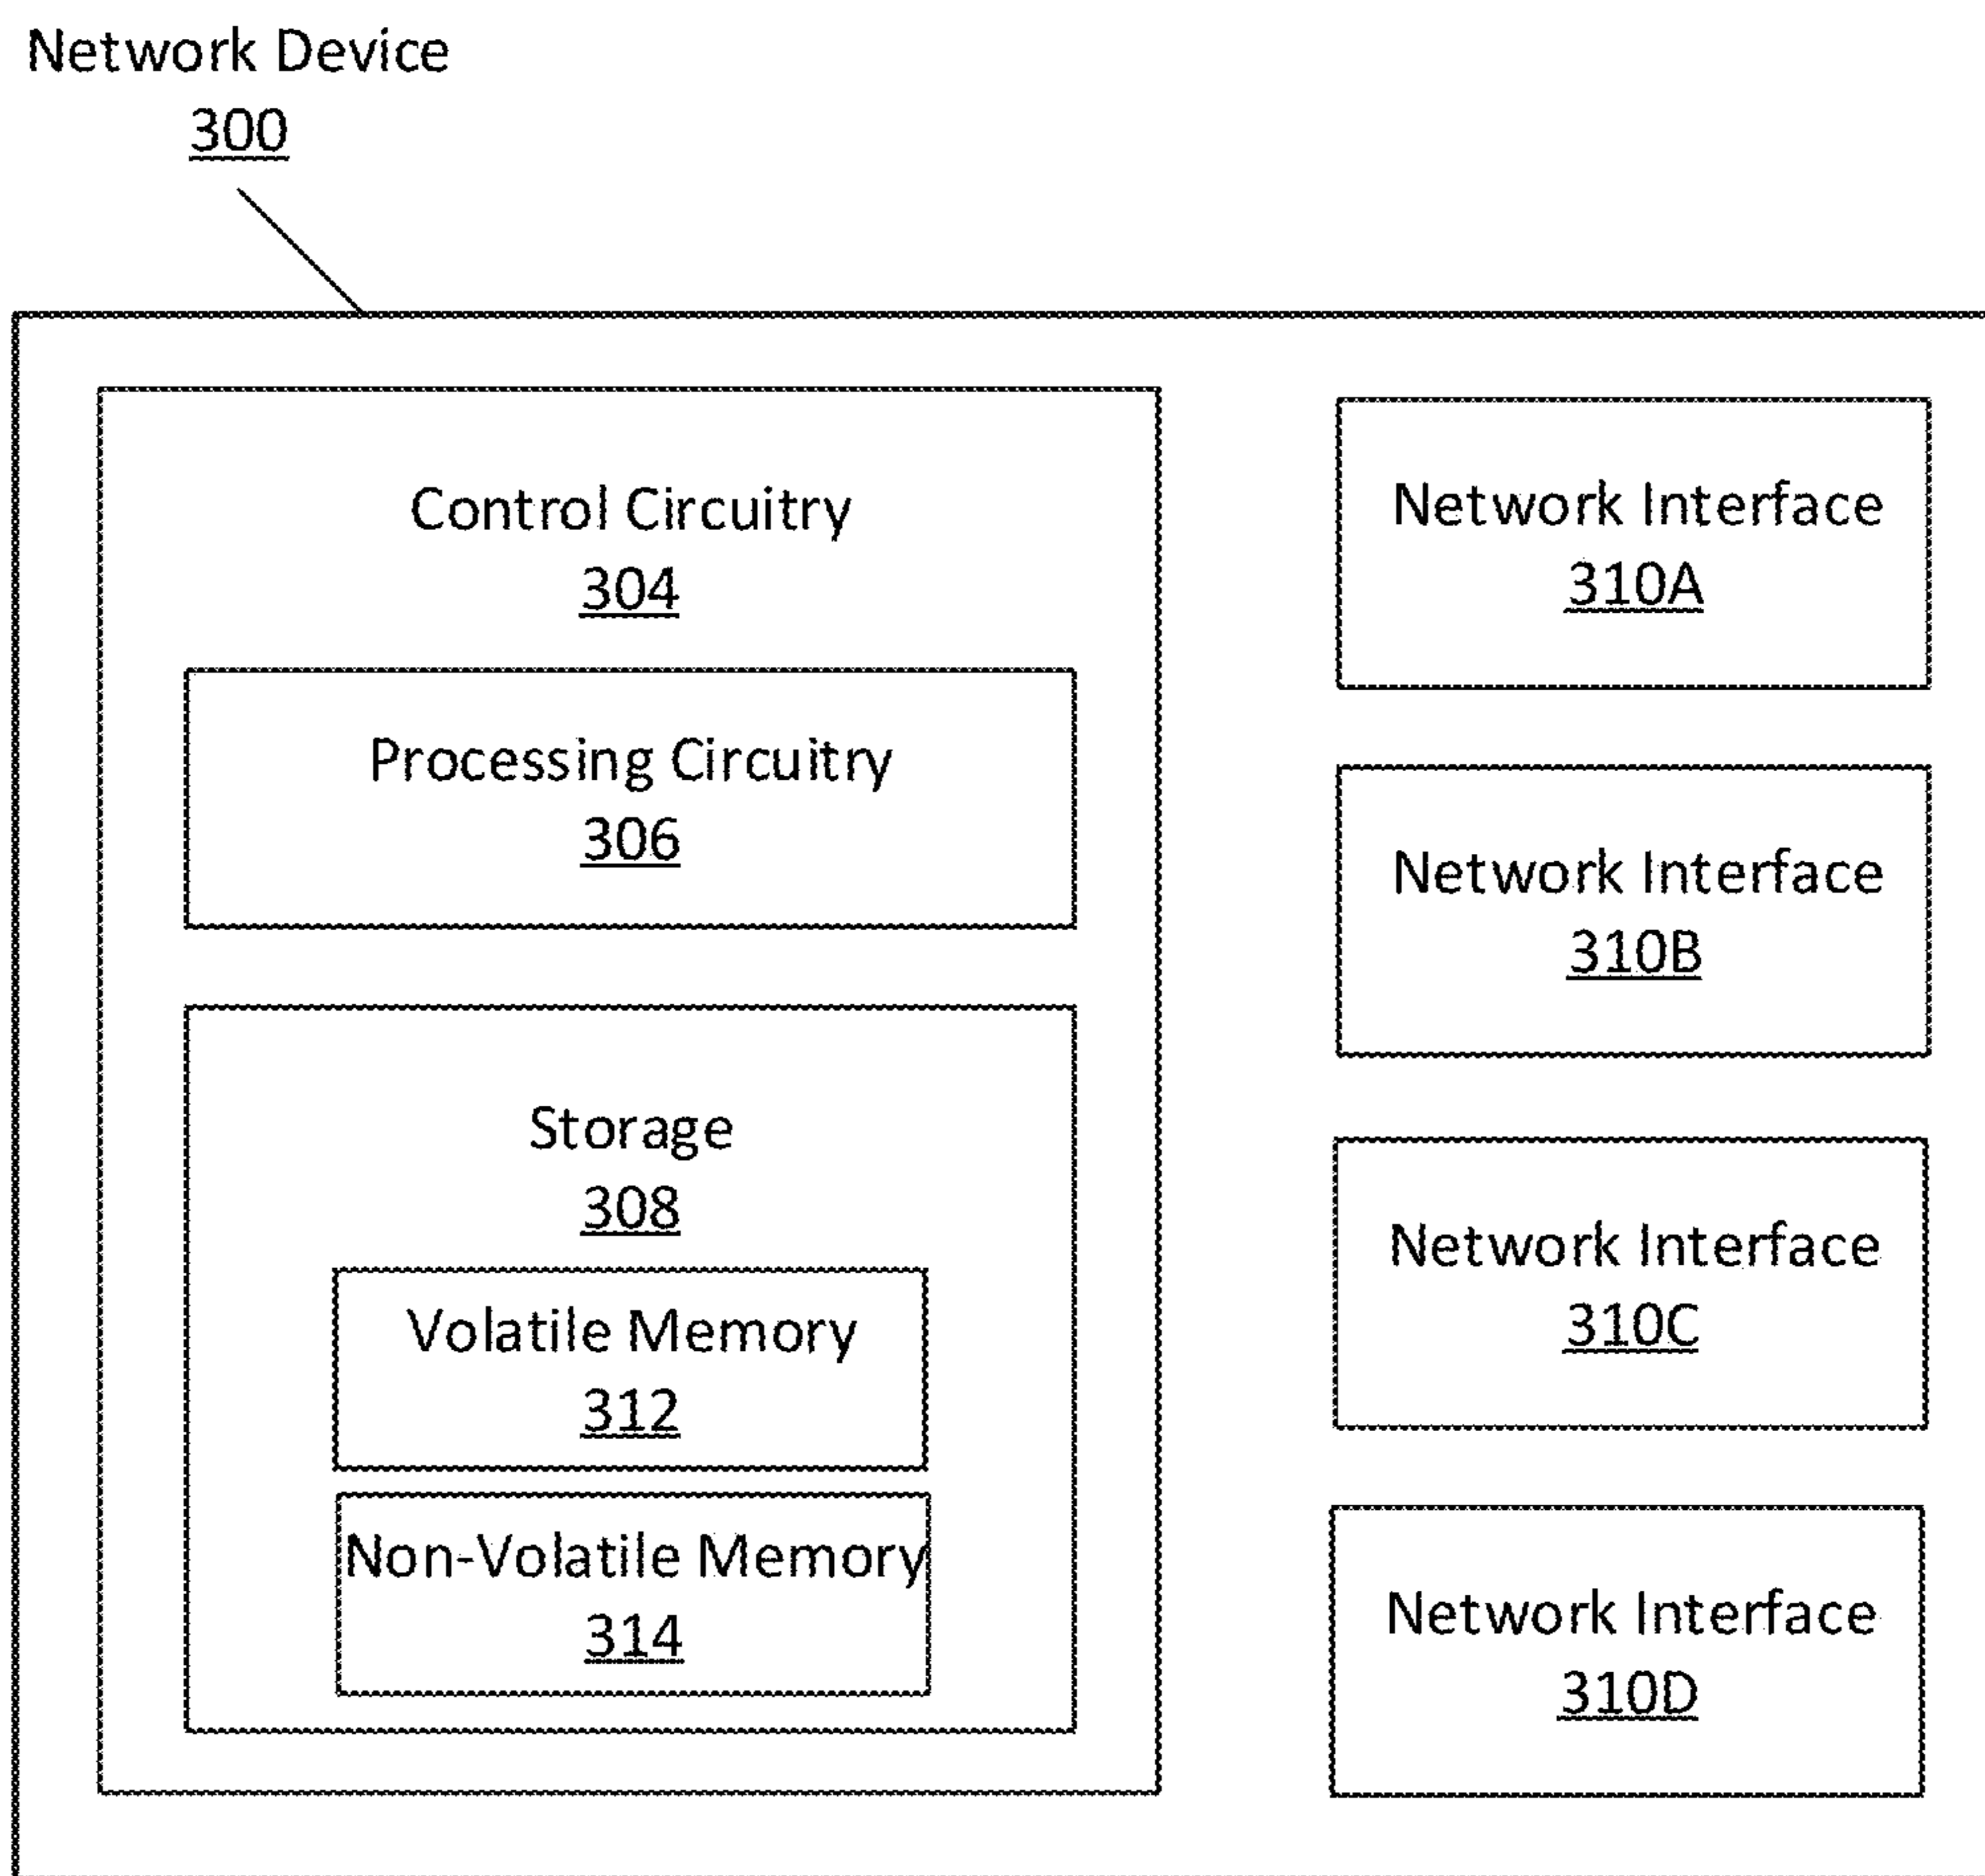 Network Device
300
Control Circuitry
304
Processing Circuitry
306
Storage
308
Volatile Memory
312
Non-Volatile Memory
314
Network Interface
310A
Network Interface
310B
Network Interface
310C
Network Interface
310D